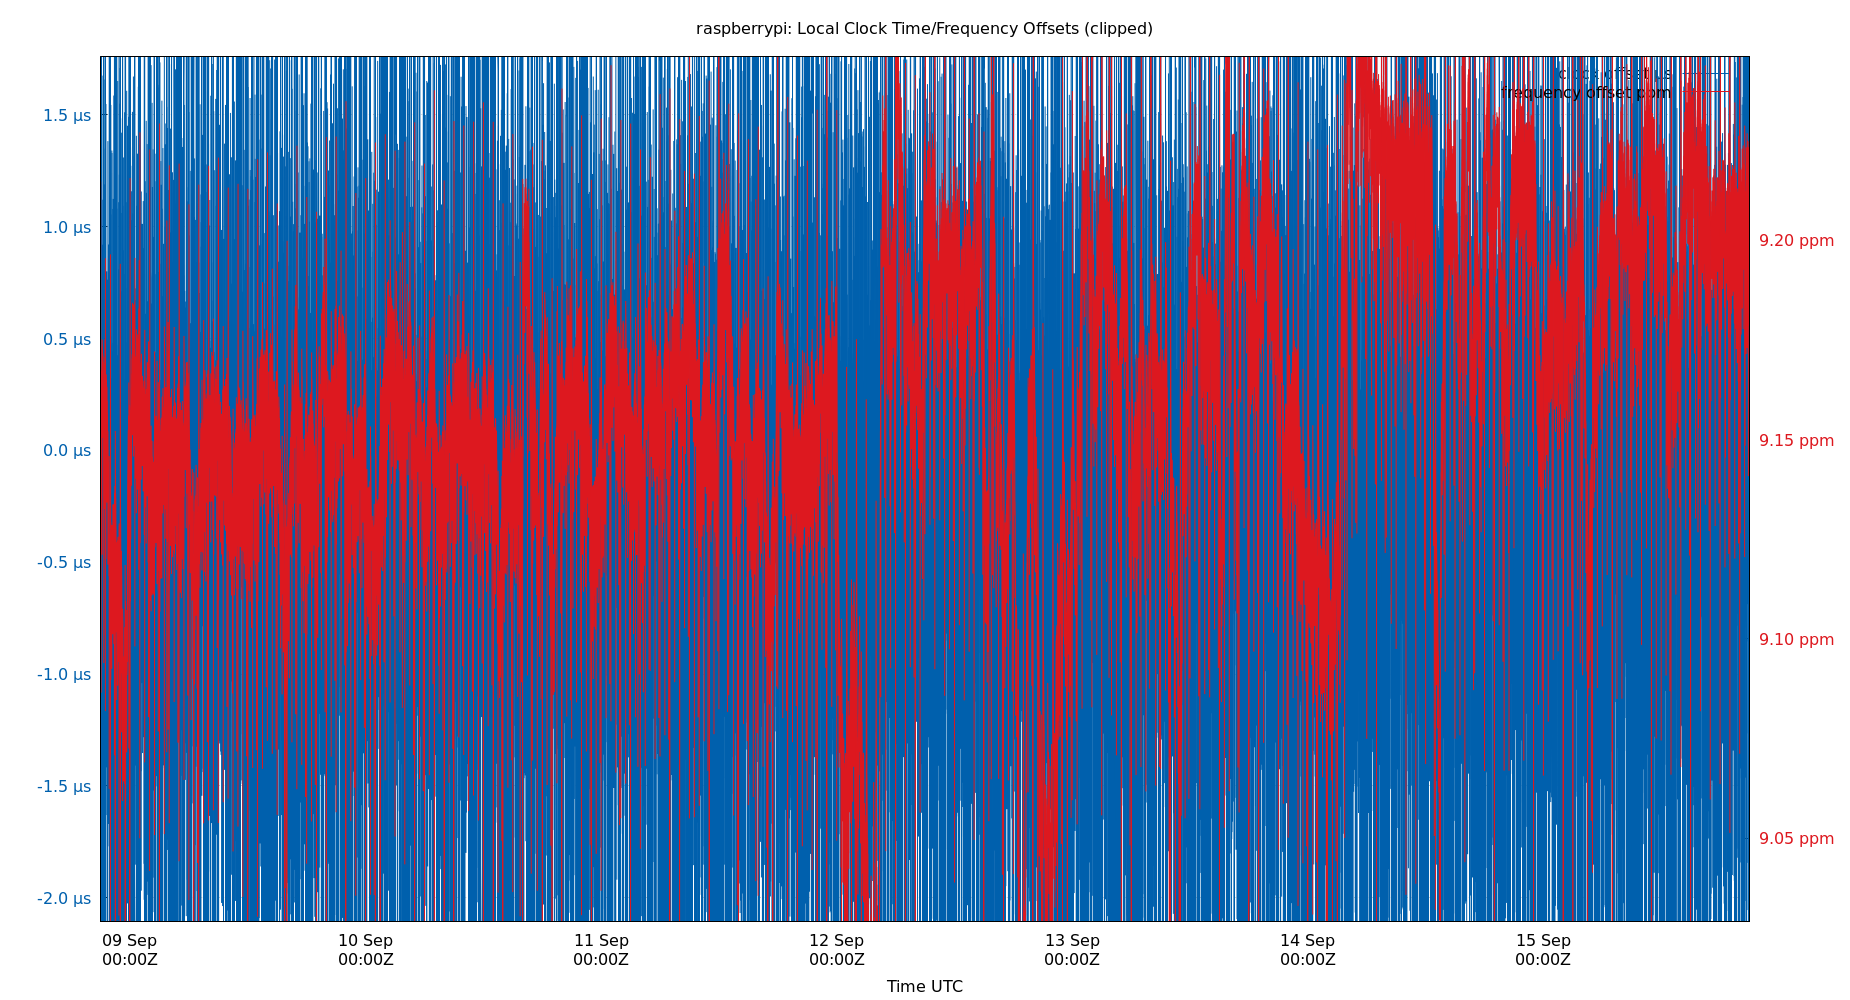 raspberrypi: Local Clock Time/Frequency Offsets (clipped)
clock offset µs
frequency offset ppm
1.5 µs
1.0 µs
0.5 µs
0.0 µs
-0.5 µs
-1.0 µs
-1.5 µs
-2.0 µs
9.20 ppm
9.15 ppm
9.10 ppm
9.05 ppm
09 Sep
00:00Z
10 Sep
00:00Z
11 Sep
00:00Z
12 Sep
00:00Z
13 Sep
00:00Z
14 Sep
00:00Z
15 Sep
00:00Z
Time UTC